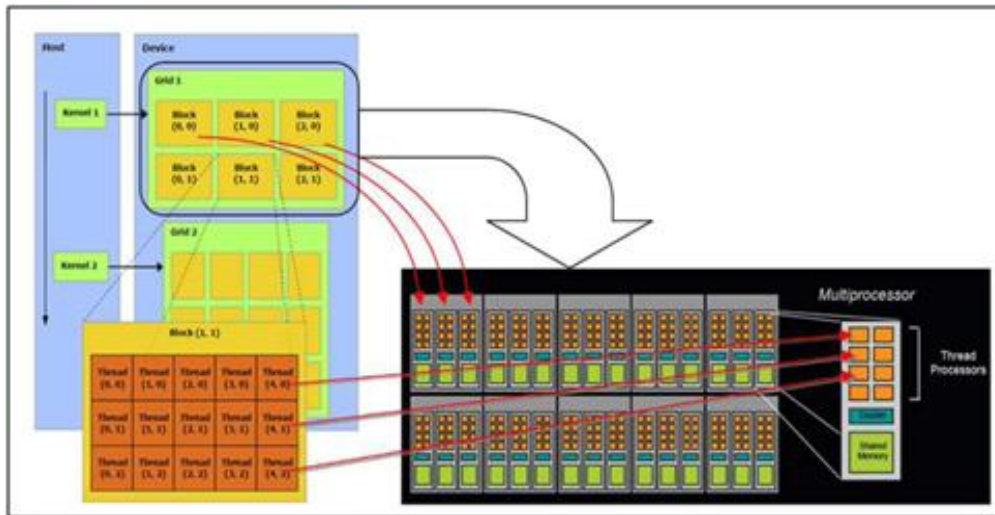 Host
Device
Grid 1
Kernel 1
Block
(0, 0)
Block
(1, 0)
Block
(2, 0)
Block
(0, 1)
Block
(1, 1)
Block
(2, 1)
Grid 2
Kernel 2
Block (1, 1)
Thread
(0, 0)
Thread
(1, 0)
Thread
(2, 0)
Thread
(3, 0)
Thread
(4, 0)
Thread
(0, 1)
Thread
(1, 1)
Thread
(2, 1)
Thread
(3, 1)
Thread
(4, 1)
Thread
(0, 2)
Thread
(1, 2)
Thread
(2, 2)
Thread
(3, 2)
Thread
(4, 2)
Multiprocessor
Thread
Processors
Shared
Memory